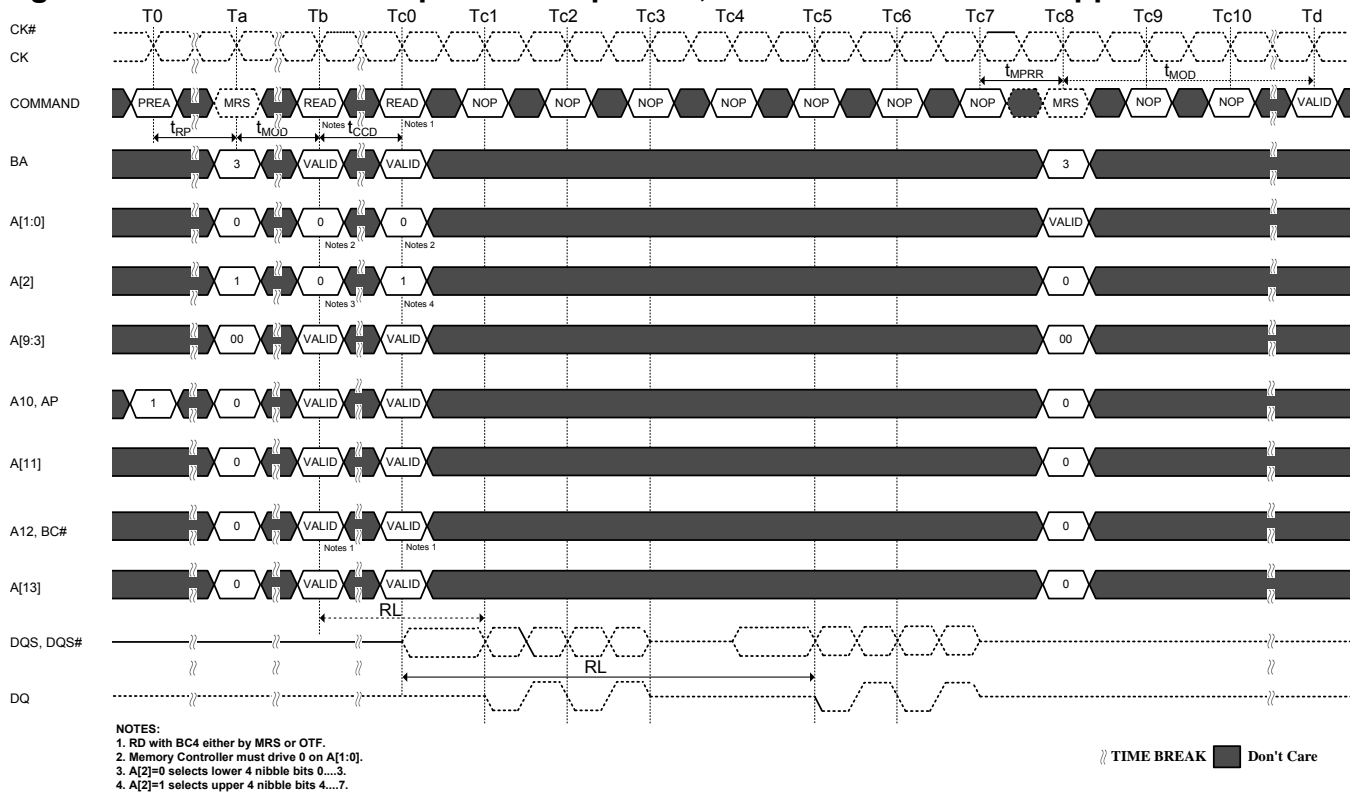 T0 Ta Tb Tc0 Tc1 Tc2 Tc3 Tc4 Tc5 Tc6 Tc7 Tc8 Tc9 Tc10 Td
CK#
CK
tMPRR tMOD
COMMAND PREA MRS READ READ NOP NOP NOP NOP NOP NOP NOP MRS NOP NOP VALID
Notes 1 Notes 1
tRP tMOD tCCD
BA 3 VALID VALID 3
A[1:0] 0 0 0 VALID
Notes 2 Notes 2
A[2] 1 0 1 0
Notes 3 Notes 4
A[9:3] 00 VALID VALID 00
A10, AP 1 0 VALID VALID 0
A[11] 0 VALID VALID 0
A12, BC# 0 VALID VALID 0
Notes 1 Notes 1
A[13] 0 VALID VALID 0
RL
DQS, DQS#
RL
DQ
NOTES:
1. RD with BC4 either by MRS or OTF.
2. Memory Controller must drive 0 on A[1:0].
3. A[2]=0 selects lower 4 nibble bits 0....3.
4. A[2]=1 selects upper 4 nibble bits 4....7.
TIME BREAK Don't Care